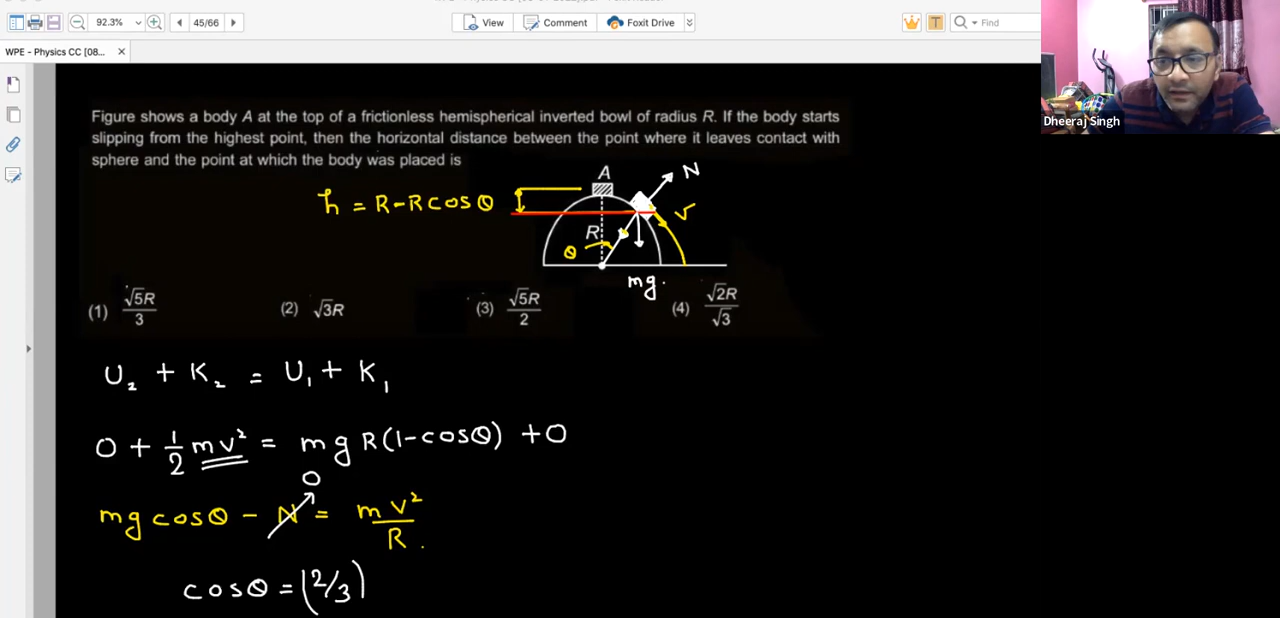 92.3%
45/66
View
Comment
Foxit Drive
T
Find
WPE - Physics CC [08...
Dheeraj Singh
Figure shows a body A at the top of a frictionless hemispherical inverted bowl of radius R. If the body starts
slipping from the highest point, then the horizontal distance between the point where it leaves contact with
sphere and the point at which the body was placed is
A
N
h = R-Rcosθ
v
R
θ
mg.
(1) √5R/3
(2) √3R
(3) √5R/2
(4) √2R/√3
U₂ + K₂ = U₁ + K₁
0 + 1/2 mv² = mgR(1-cosθ) +0
0
mgcosθ - N = mv²/R.
cosθ = (2/3)